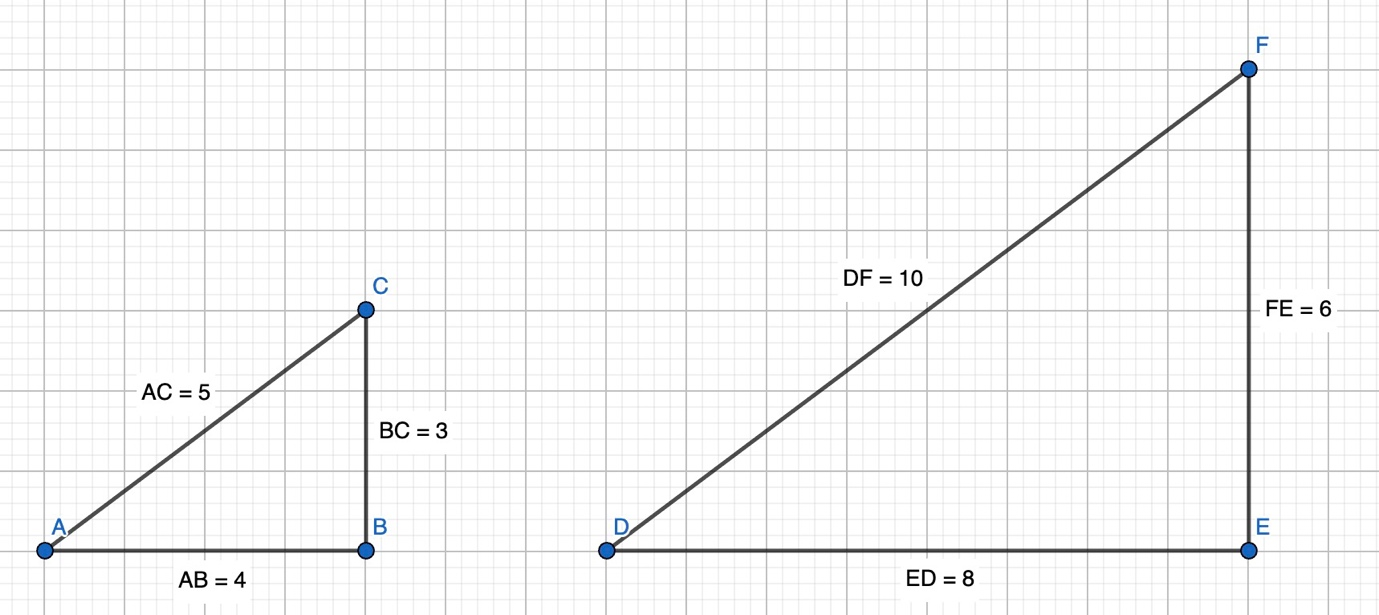 F
DF = 10
C
FE = 6
AC = 5
BC = 3
A
B
D
E
AB = 4
ED = 8